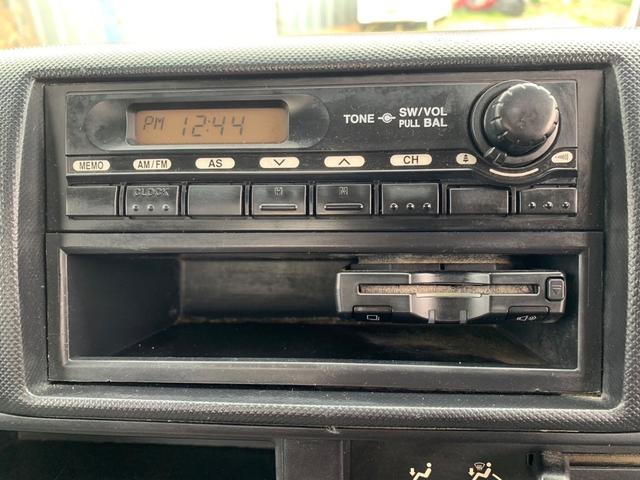 PM 12:44
TONE SW/VOL
PULL BAL
MEMO AM/FM AS CH
CLOCK H M